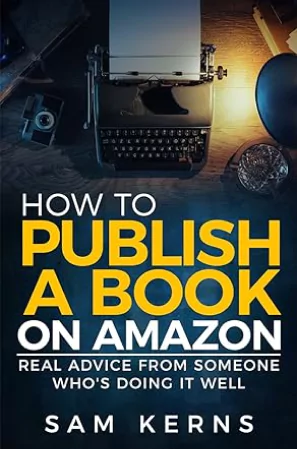 HOW TO
PUBLISH
A BOOK
ON AMAZON
REAL ADVICE FROM SOMEONE
WHO'S DOING IT WELL
SAM KERNS